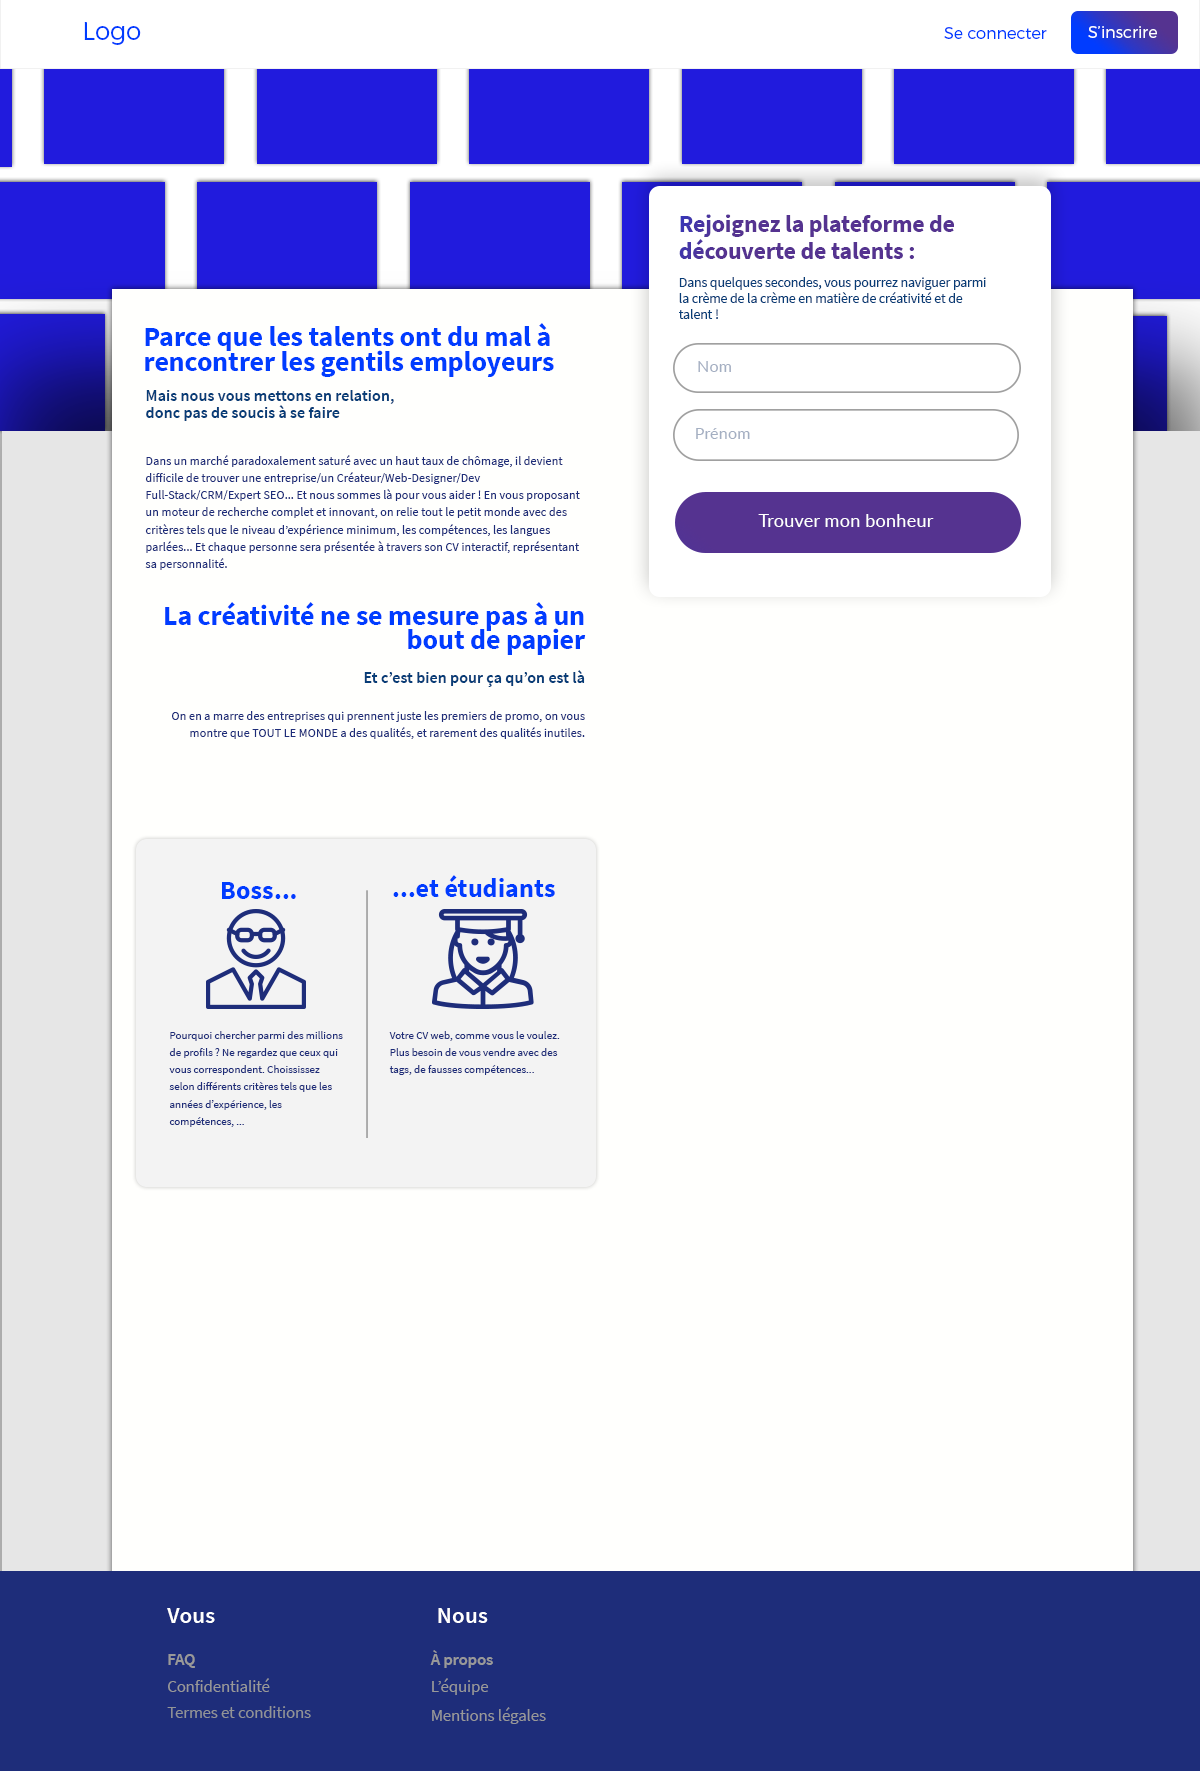 Logo
Se connecter
S'inscrire
Rejoignez la plateforme de
découverte de talents :
Dans quelques secondes, vous pourrez naviguer parmi
la crème de la crème en matière de créativité et de
talent !
Nom
Prénom
Trouver mon bonheur
Parce que les talents ont du mal à
rencontrer les gentils employeurs
Mais nous vous mettons en relation,
donc pas de soucis à se faire
Dans un marché paradoxalement saturé avec un haut taux de chômage, il devient
difficile de trouver une entreprise/un Créateur/Web-Designer/Dev
Full-Stack/CRM/Expert SEO... Et nous sommes là pour vous aider ! En vous proposant
un moteur de recherche complet et innovant, on relie tout le petit monde avec des
critères tels que le niveau d'expérience minimum, les compétences, les langues
parlées... Et chaque personne sera présentée à travers son CV interactif, représentant
sa personnalité.
La créativité ne se mesure pas à un
bout de papier
Et c'est bien pour ça qu'on est là
On en a marre des entreprises qui prennent juste les premiers de promo, on vous
montre que TOUT LE MONDE a des qualités, et rarement des qualités inutiles.
Boss...
Pourquoi chercher parmi des millions
de profils ? Ne regardez que ceux qui
vous correspondent. Choississez
selon différents critères tels que les
années d'expérience, les
compétences, ...
...et étudiants
Votre CV web, comme vous le voulez.
Plus besoin de vous vendre avec des
tags, de fausses compétences...
Vous
FAQ
Confidentialité
Termes et conditions
Nous
À propos
L'équipe
Mentions légales